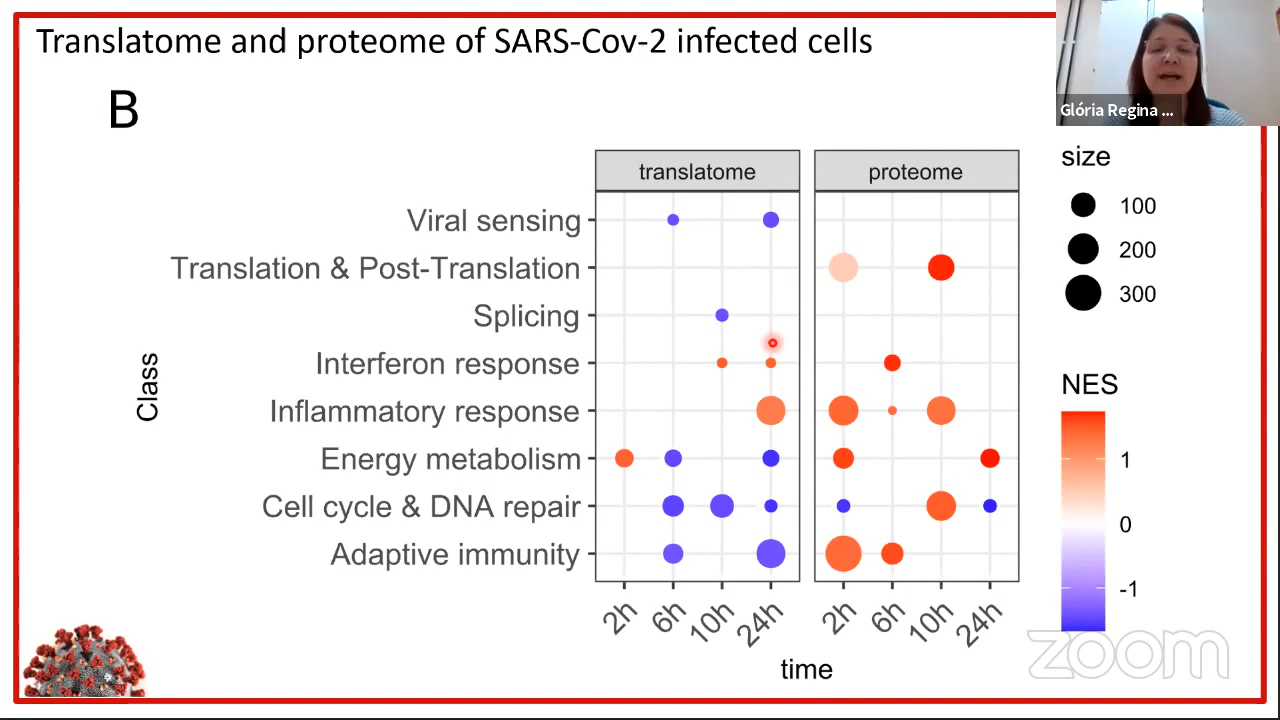 Translatome and proteome of SARS-Cov-2 infected cells
Glória Regina ...
B
translatome
proteome
Viral sensing
Translation & Post-Translation
Splicing
Interferon response
Inflammatory response
Energy metabolism
Cell cycle & DNA repair
Adaptive immunity
Class
2h 6h 10h 24h
2h 6h 10h 24h
time
size
100
200
300
NES
1
0
-1
zoom